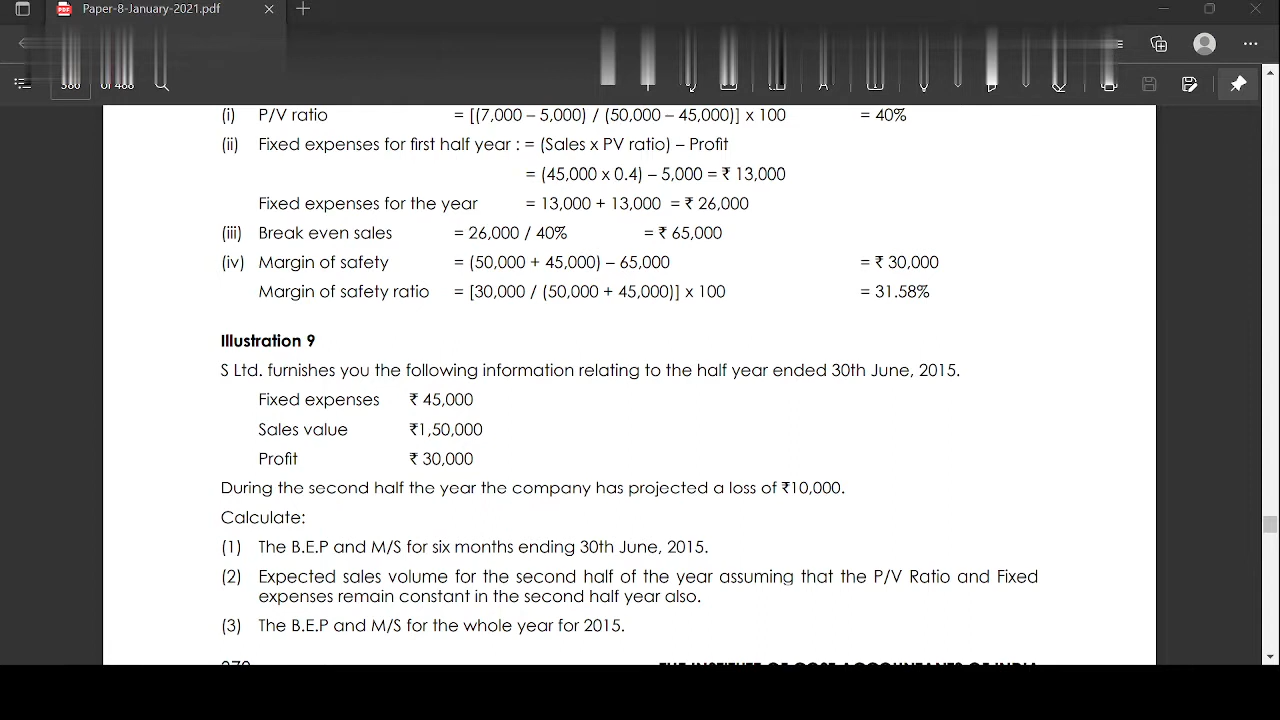 Paper-8-January-2021.pdf
(i) P/V ratio = [(7,000 – 5,000) / (50,000 – 45,000)] x 100 = 40%
(ii) Fixed expenses for first half year : = (Sales x PV ratio) – Profit
= (45,000 x 0.4) – 5,000 = ₹ 13,000
Fixed expenses for the year = 13,000 + 13,000 = ₹ 26,000
(iii) Break even sales = 26,000 / 40% = ₹ 65,000
(iv) Margin of safety = (50,000 + 45,000) – 65,000 = ₹ 30,000
Margin of safety ratio = [30,000 / (50,000 + 45,000)] x 100 = 31.58%
Illustration 9
S Ltd. furnishes you the following information relating to the half year ended 30th June, 2015.
Fixed expenses ₹ 45,000
Sales value ₹1,50,000
Profit ₹ 30,000
During the second half the year the company has projected a loss of ₹10,000.
Calculate:
(1) The B.E.P and M/S for six months ending 30th June, 2015.
(2) Expected sales volume for the second half of the year assuming that the P/V Ratio and Fixed
expenses remain constant in the second half year also.
(3) The B.E.P and M/S for the whole year for 2015.
THE INSTITUTE OF COST ACCOUNTANTS OF INDIA